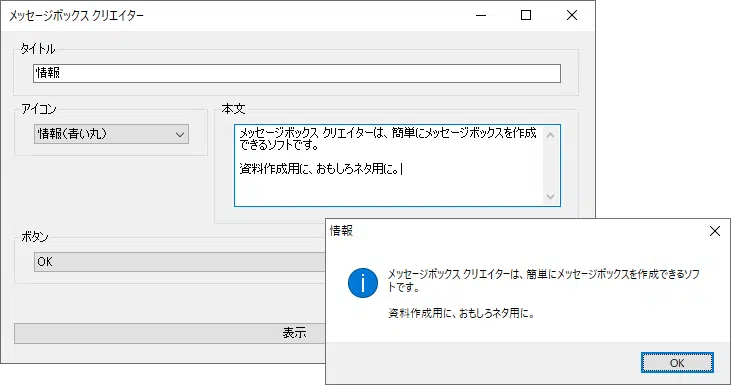 メッセージボックス クリエイター
タイトル
情報
アイコン
情報(青い丸)
本文
メッセージボックス クリエイターは、簡単にメッセージボックスを作成
できるソフトです。
資料作成用に、おもしろネタ用に。
ボタン
OK
表示
情報
メッセージボックス クリエイターは、簡単にメッセージボックスを作成できるソフ
トです。
資料作成用に、おもしろネタ用に。
OK